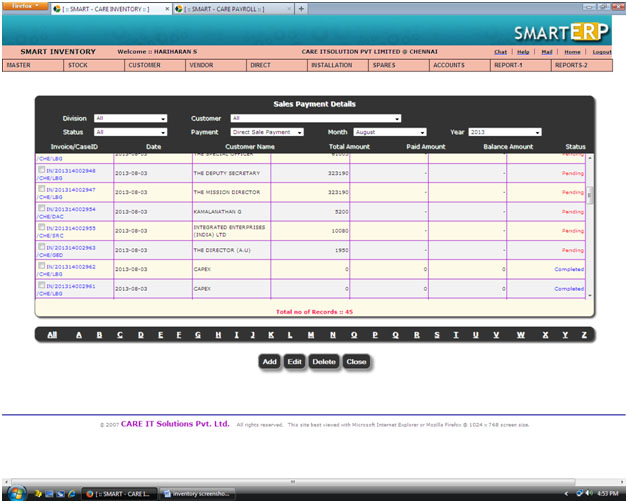 Firefox
[ :: SMART - CARE INVENTORY :: ]
[ :: SMART - CARE PAYROLL :: ]
SMARTERP
SMART INVENTORY Welcome :: HARIHARAN S CARE ITSOLUTION PVT LIMITED @ CHENNAI Chat | Help | Mail | Home | Logout
MASTER STOCK CUSTOMER VENDOR DIRECT INSTALLATION SPARES ACCOUNTS REPORT-1 REPORTS-2
Sales Payment Details
Division All Customer All
Status All Payment Direct Sale Payment Month August Year 2013
Invoice/CaseID Date Customer Name Total Amount Paid Amount Balance Amount Status
/CHE/LBG 2013-08-03 THE SPECIAL OFFICER 81003 - - Pending
IN/201314002948
/CHE/LBG 2013-08-03 THE DEPUTY SECRETARY 323190 - - Pending
IN/201314002947
/CHE/LBG 2013-08-03 THE MISSION DIRECTOR 323190 - - Pending
IN/201314002954
/CHE/DAC 2013-08-03 KAMALANATHAN G 5200 - - Pending
IN/201314002955
/CHE/SRC 2013-08-03 INTEGRATED ENTERPRISES (INDIA) LTD 10080 - - Pending
IN/201314002963
/CHE/GED 2013-08-03 THE DIRECTOR (A.U) 1950 - - Pending
IN/201314002962
/CHE/LBG 2013-08-03 CAPEX 0 0 0 Completed
IN/201314002961
/CHE/LBG 2013-08-03 CAPEX 0 0 0 Completed
Total no of Records :: 45
All A B C D E F G H I J K L M N O P Q R S T U V W X Y Z
Add Edit Delete Close
© 2007 CARE IT Solutions Pvt. Ltd. All rights reserved. This site best viewed with Microsoft Internet Explorer or Mozilla Firefox @ 1024 x 768 screen size.
[ :: SMART - CARE I... inventory screensho... 4:53 PM